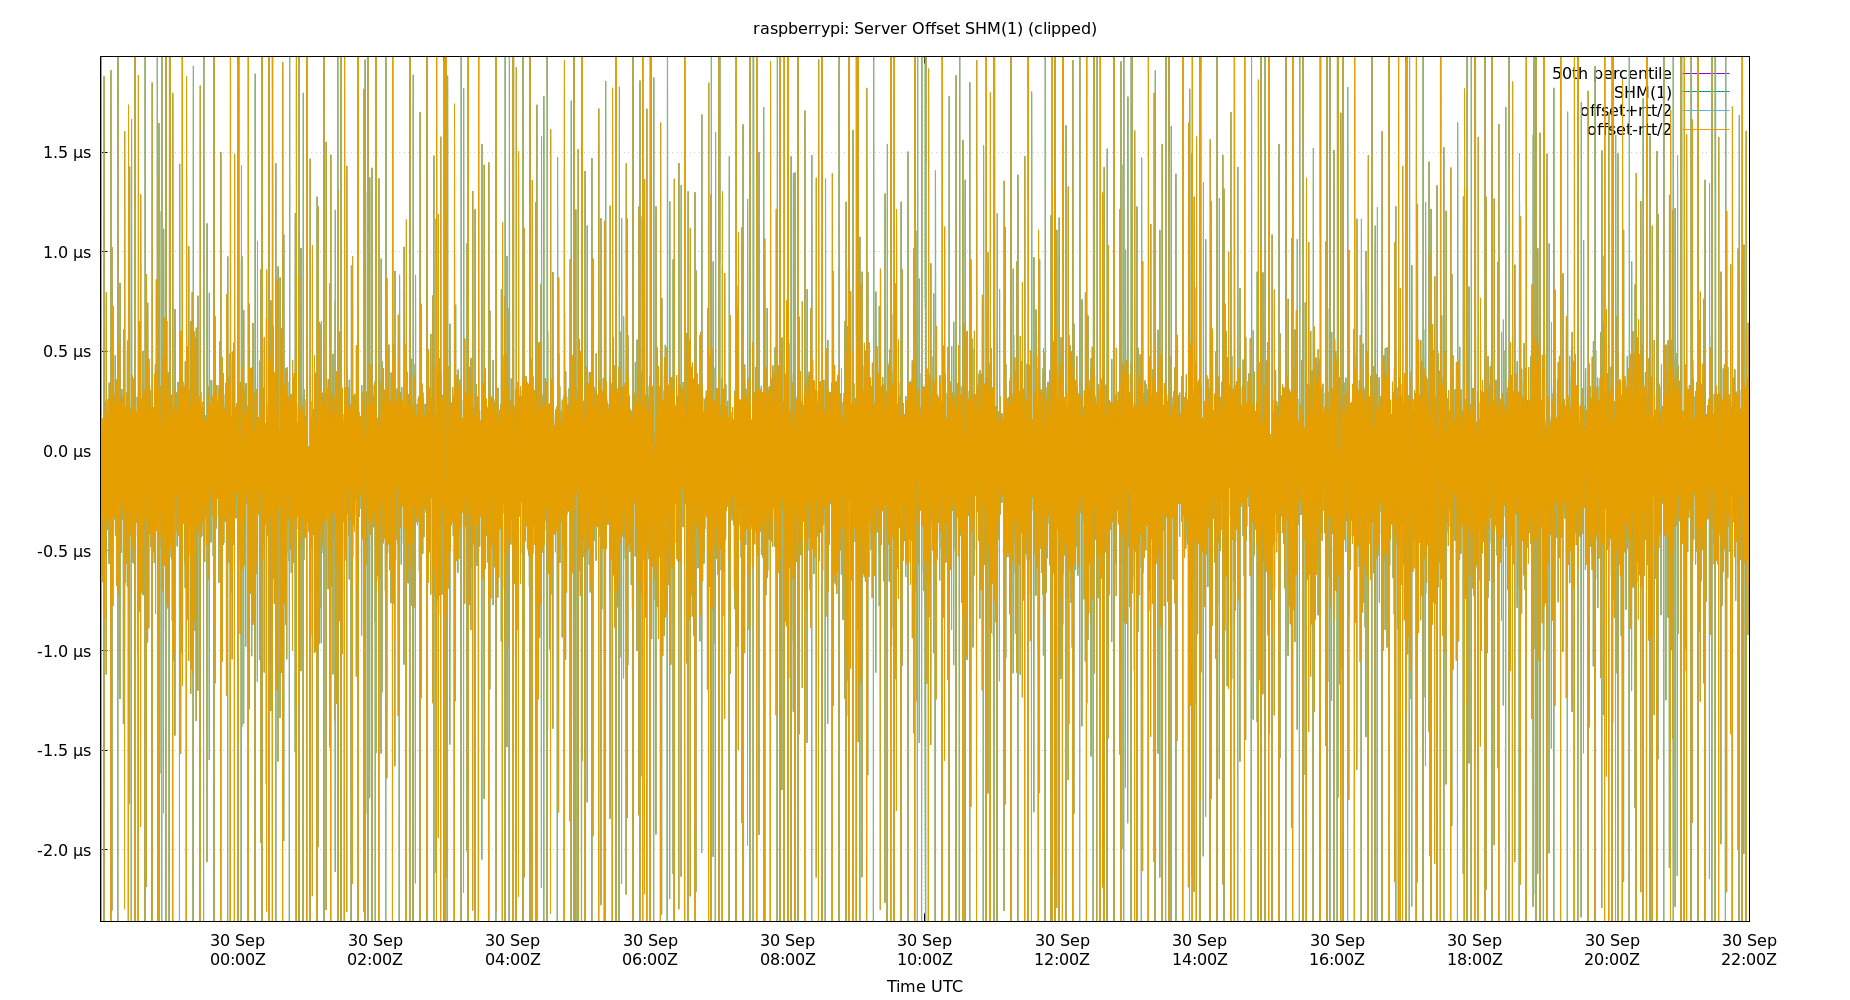 raspberrypi: Server Offset SHM(1) (clipped)
50th percentile
SHM(1)
offset+rtt/2
offset-rtt/2
1.5 µs
1.0 µs
0.5 µs
0.0 µs
-0.5 µs
-1.0 µs
-1.5 µs
-2.0 µs
30 Sep 30 Sep 30 Sep 30 Sep 30 Sep 30 Sep 30 Sep 30 Sep 30 Sep 30 Sep 30 Sep 30 Sep
00:00Z 02:00Z 04:00Z 06:00Z 08:00Z 10:00Z 12:00Z 14:00Z 16:00Z 18:00Z 20:00Z 22:00Z
Time UTC